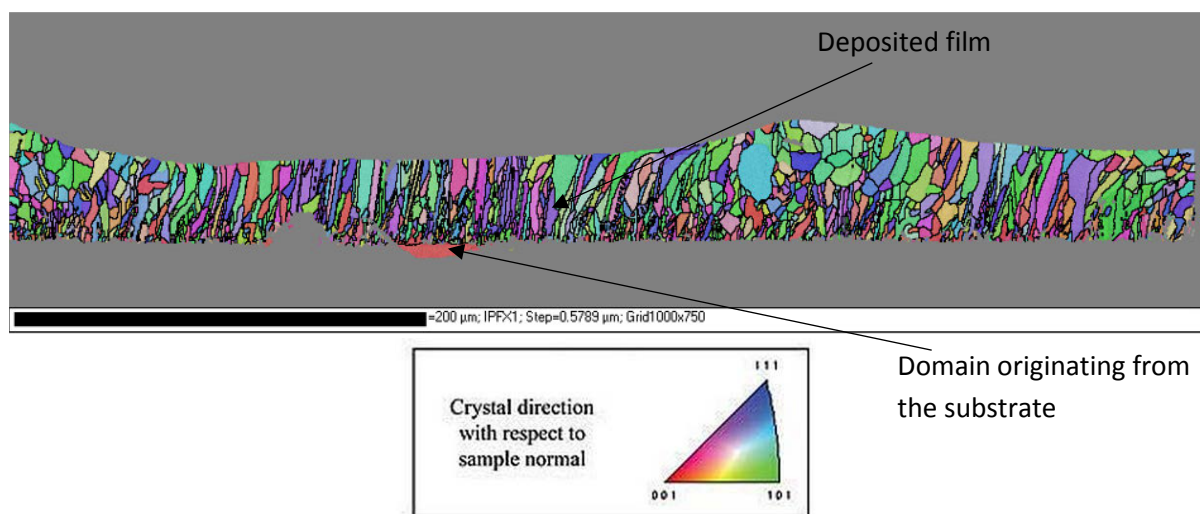 Deposited film
=200 µm; IPFX1; Step=0.5789 µm; Grid1000x750
Domain originating from
the substrate
Crystal direction
with respect to
sample normal
111
001
101